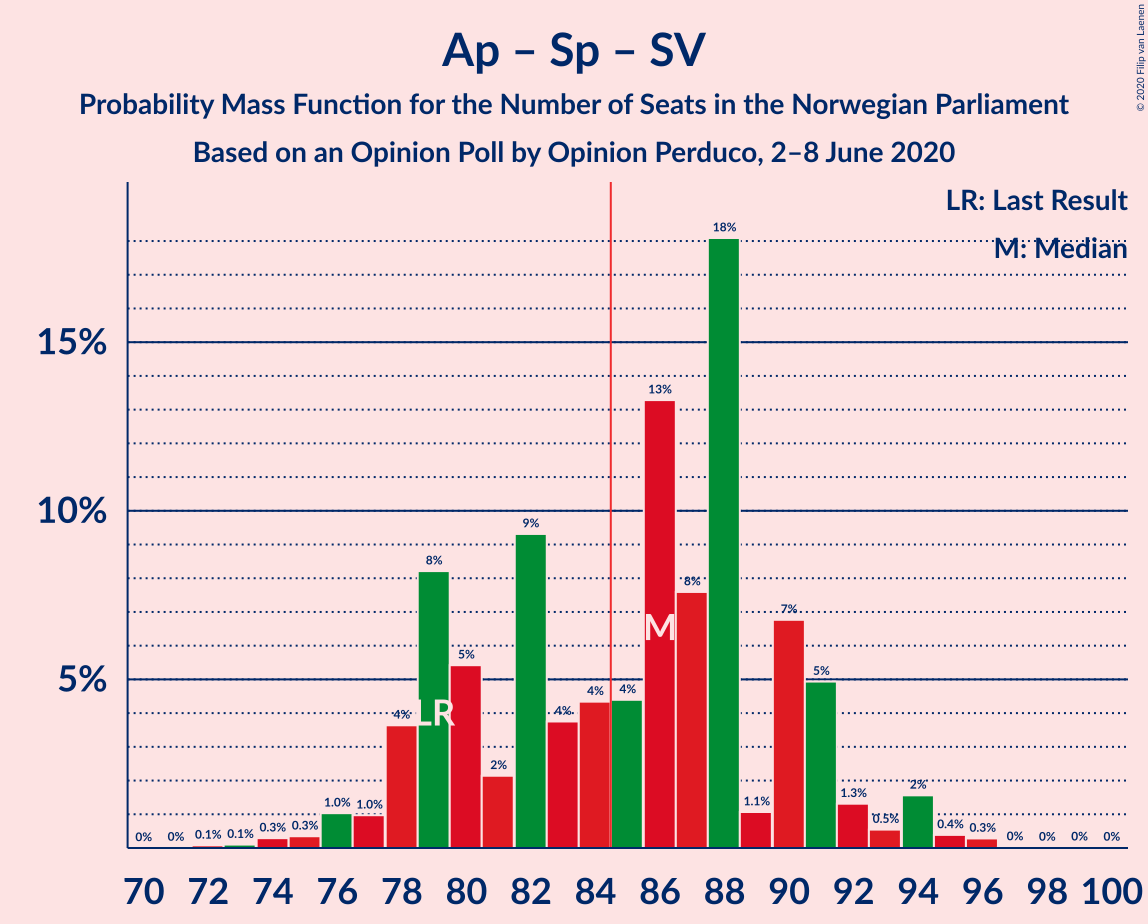 Ap – Sp – SV
Probability Mass Function for the Number of Seats in the Norwegian Parliament
Based on an Opinion Poll by Opinion Perduco, 2–8 June 2020
© 2020 Filip van Laenen
LR: Last Result
M: Median
15%
10%
5%
0% 0% 0.1% 0.1% 0.3% 0.3% 1.0% 1.0% 4% 8% 5% 2% 9% 4% 4% 4% 13% 8% 18% 1.1% 7% 5% 1.3% 0.5% 2% 0.4% 0.3% 0% 0% 0% 0%
LR
M
70 72 74 76 78 80 82 84 86 88 90 92 94 96 98 100